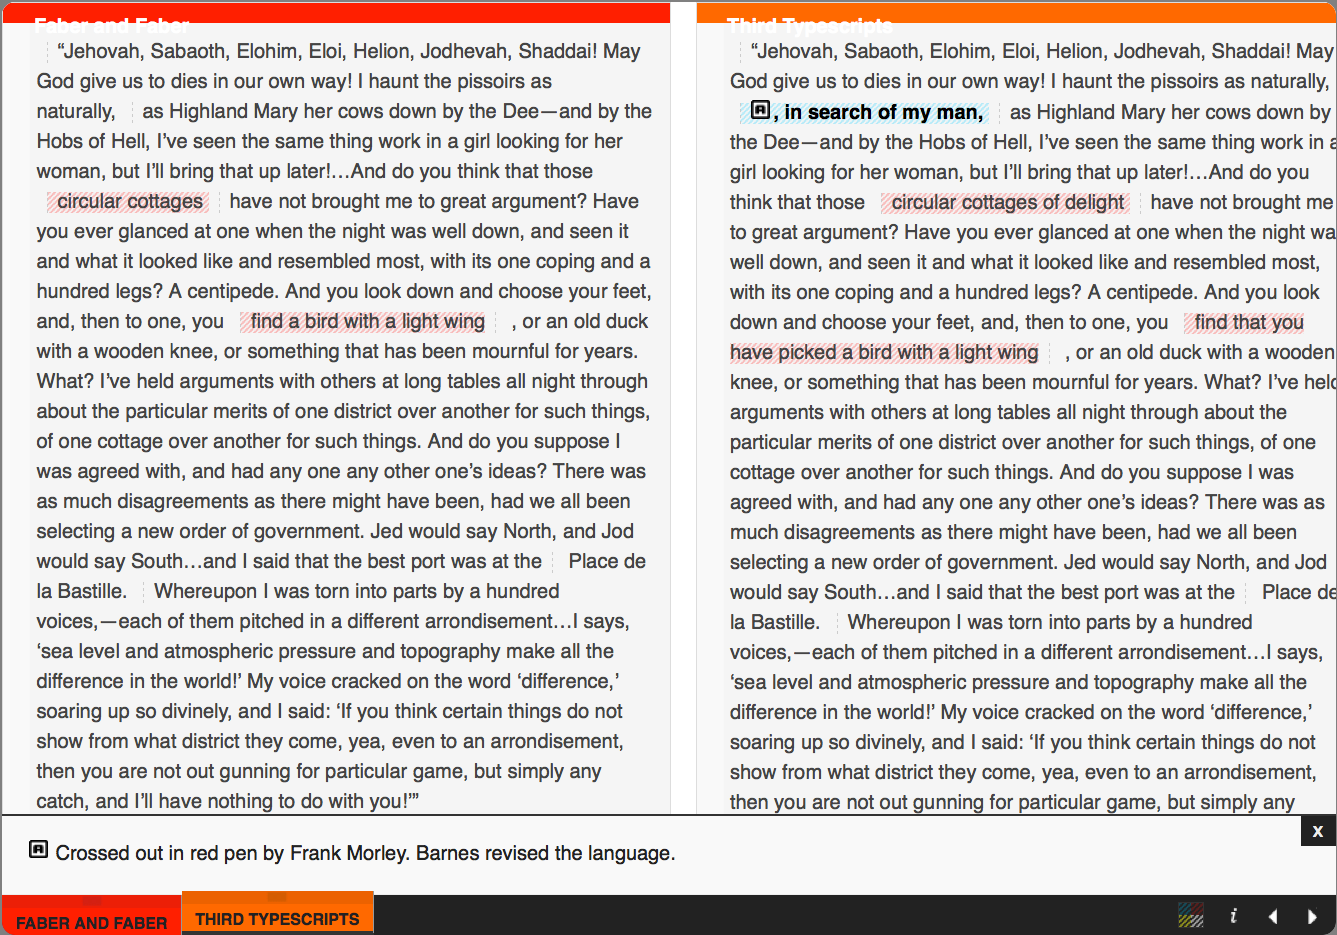 Faber and Faber
“Jehovah, Sabaoth, Elohim, Eloi, Helion, Jodhevah, Shaddai! May
God give us to dies in our own way! I haunt the pissoirs as
naturally, as Highland Mary her cows down by the Dee—and by the
Hobs of Hell, I’ve seen the same thing work in a girl looking for her
woman, but I’ll bring that up later!…And do you think that those
circular cottages have not brought me to great argument? Have
you ever glanced at one when the night was well down, and seen it
and what it looked like and resembled most, with its one coping and a
hundred legs? A centipede. And you look down and choose your feet,
and, then to one, you find a bird with a light wing , or an old duck
with a wooden knee, or something that has been mournful for years.
What? I’ve held arguments with others at long tables all night through
about the particular merits of one district over another for such things,
of one cottage over another for such things. And do you suppose I
was agreed with, and had any one any other one’s ideas? There was
as much disagreements as there might have been, had we all been
selecting a new order of government. Jed would say North, and Jod
would say South…and I said that the best port was at the Place de
la Bastille. Whereupon I was torn into parts by a hundred
voices,—each of them pitched in a different arrondisement…I says,
‘sea level and atmospheric pressure and topography make all the
difference in the world!’ My voice cracked on the word ‘difference,’
soaring up so divinely, and I said: ‘If you think certain things do not
show from what district they come, yea, even to an arrondisement,
then you are not out gunning for particular game, but simply any
catch, and I’ll have nothing to do with you!’”
Third Typescripts
“Jehovah, Sabaoth, Elohim, Eloi, Helion, Jodhevah, Shaddai! May
God give us to dies in our own way! I haunt the pissoirs as naturally,
A , in search of my man, as Highland Mary her cows down by
the Dee—and by the Hobs of Hell, I’ve seen the same thing work in a
girl looking for her woman, but I’ll bring that up later!…And do you
think that those circular cottages of delight have not brought me
to great argument? Have you ever glanced at one when the night wa
well down, and seen it and what it looked like and resembled most,
with its one coping and a hundred legs? A centipede. And you look
down and choose your feet, and, then to one, you find that you
have picked a bird with a light wing , or an old duck with a wooden
knee, or something that has been mournful for years. What? I’ve held
arguments with others at long tables all night through about the
particular merits of one district over another for such things, of one
cottage over another for such things. And do you suppose I was
agreed with, and had any one any other one’s ideas? There was as
much disagreements as there might have been, had we all been
selecting a new order of government. Jed would say North, and Jod
would say South…and I said that the best port was at the Place de
la Bastille. Whereupon I was torn into parts by a hundred
voices,—each of them pitched in a different arrondisement…I says,
‘sea level and atmospheric pressure and topography make all the
difference in the world!’ My voice cracked on the word ‘difference,’
soaring up so divinely, and I said: ‘If you think certain things do not
show from what district they come, yea, even to an arrondisement,
then you are not out gunning for particular game, but simply any
x
A Crossed out in red pen by Frank Morley. Barnes revised the language.
FABER AND FABER
THIRD TYPESCRIPTS
i